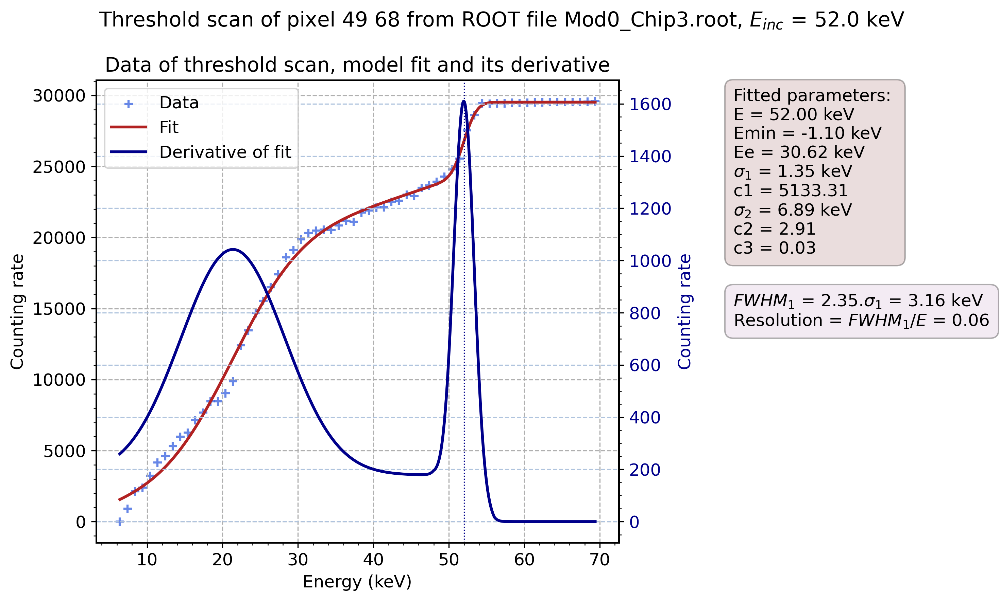 Threshold scan of pixel 49 68 from ROOT file Mod0_Chip3.root, E_inc = 52.0 keV
Data of threshold scan, model fit and its derivative
Data
Fit
Derivative of fit
30000
25000
20000
15000
10000
5000
0
Counting rate
10 20 30 40 50 60 70
Energy (keV)
1600
1400
1200
1000
800
600
400
200
0
Counting rate
Fitted parameters:
E = 52.00 keV
Emin = -1.10 keV
Ee = 30.62 keV
σ₁ = 1.35 keV
c1 = 5133.31
σ₂ = 6.89 keV
c2 = 2.91
c3 = 0.03
FWHM₁ = 2.35.σ₁ = 3.16 keV
Resolution = FWHM₁/E = 0.06